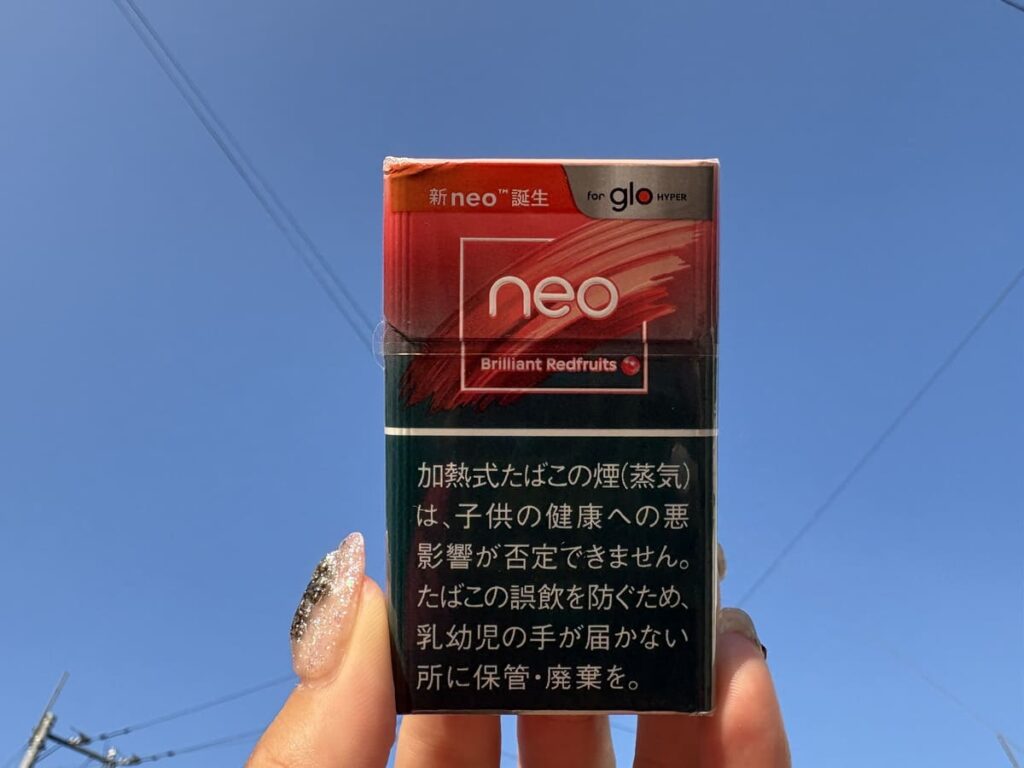 新neo™誕生
for glo HYPER
neo
Brilliant Redfruits
加熱式たばこの煙(蒸気)
は、子供の健康への悪
影響が否定できません。
たばこの誤飲を防ぐため、
乳幼児の手が届かない
所に保管・廃棄を。